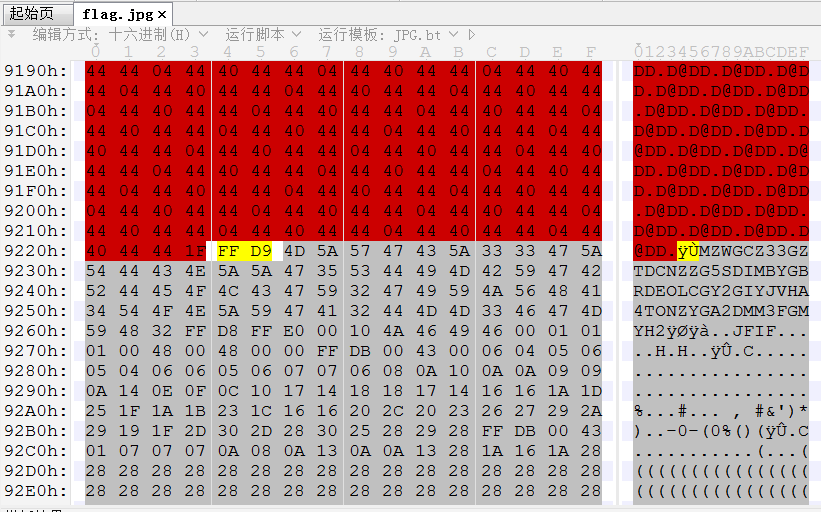 起始页 flag.jpg ×
编辑方式: 十六进制(H) 运行脚本 运行模板: JPG.bt
0 1 2 3 4 5 6 7 8 9 A B C D E F 0123456789ABCDEF
9190h: 44 44 04 44 40 44 44 04 44 40 44 44 04 44 40 44 DD.D@DD.D@DD.D@D
91A0h: 44 04 44 40 44 44 04 44 40 44 44 04 44 40 44 44 D.D@DD.D@DD.D@DD
91B0h: 04 44 40 44 44 04 44 40 44 44 04 44 40 44 44 04 .D@DD.D@DD.D@DD.
91C0h: 44 40 44 44 04 44 40 44 44 04 44 40 44 44 04 44 D@DD.D@DD.D@DD.D
91D0h: 40 44 44 04 44 40 44 44 04 44 40 44 44 04 44 40 @DD.D@DD.D@DD.D@
91E0h: 44 44 04 44 40 44 44 04 44 40 44 44 04 44 40 44 DD.D@DD.D@DD.D@D
91F0h: 44 04 44 40 44 44 04 44 40 44 44 04 44 40 44 44 D.D@DD.D@DD.D@DD
9200h: 04 44 40 44 44 04 44 40 44 44 04 44 40 44 44 04 .D@DD.D@DD.D@DD.
9210h: 44 40 44 44 04 44 40 44 44 04 44 40 44 44 04 44 D@DD.D@DD.D@DD.D
9220h: 40 44 44 1F FF D9 4D 5A 57 47 43 5A 33 33 47 5A @DD.ÿÙMZWGCZ33GZ
9230h: 54 44 43 4E 5A 5A 47 35 53 44 49 4D 42 59 47 42 TDCNZZG5SDIMBYGB
9240h: 52 44 45 4F 4C 43 47 59 32 47 49 59 4A 56 48 41 RDEOLCGY2GIYJVHA
9250h: 34 54 4F 4E 5A 59 47 41 32 44 4D 4D 33 46 47 4D 4TONZYGA2DMM3FGM
9260h: 59 48 32 FF D8 FF E0 00 10 4A 46 49 46 00 01 01 YH2ÿØÿà..JFIF...
9270h: 01 00 48 00 48 00 00 FF DB 00 43 00 06 04 05 06 ..H.H..ÿÛ.C.....
9280h: 05 04 06 06 05 06 07 07 06 08 0A 10 0A 0A 09 09 ................
9290h: 0A 14 0E 0F 0C 10 17 14 18 18 17 14 16 16 1A 1D ................
92A0h: 25 1F 1A 1B 23 1C 16 16 20 2C 20 23 26 27 29 2A %...#... , #&')*
92B0h: 29 19 1F 2D 30 2D 28 30 25 28 29 28 FF DB 00 43 )..-0-(0%()(ÿÛ.C
92C0h: 01 07 07 07 0A 08 0A 13 0A 0A 13 28 1A 16 1A 28 ...........(...(
92D0h: 28 28 28 28 28 28 28 28 28 28 28 28 28 28 28 28 ((((((((((((((((
92E0h: 28 28 28 28 28 28 28 28 28 28 28 28 28 28 28 28 ((((((((((((((((